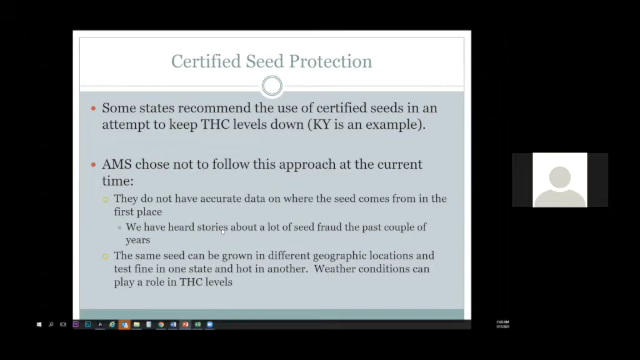 Certified Seed Protection
Some states recommend the use of certified seeds in an
attempt to keep THC levels down (KY is an example).
AMS chose not to follow this approach at the current
time:
They do not have accurate data on where the seed comes from in the
first place
We have heard stories about a lot of seed fraud the past couple of
years
The same seed can be grown in different geographic locations and
test fine in one state and hot in another. Weather conditions can
play a role in THC levels